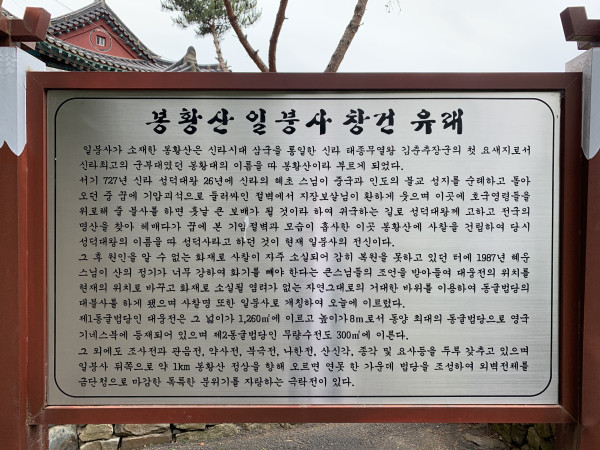 봉황산 일붕사 창건 유래
일붕사가 소재한 봉황산은 신라시대 삼국을 통일한 신라 태종무열왕 김춘추장군의 첫 요새지로서
신라최고의 군부대였던 봉황대의 이름을 따 봉황산이라 부르게 되었다.
서기 727년 신라 성덕대왕 26년에 신라의 혜초 스님이 중국과 인도의 불교 성지를 순례하고 돌아
오던 중 꿈에 기암괴석으로 둘러싸인 절벽에서 지장보살님이 환하게 웃으며 이곳에 호국영령들을
위로해 줄 불사를 하면 훗날 큰 보배가 될 것이라 하여 귀국하는 길로 성덕대왕께 고하고 전국의
명산을 찾아 헤매다가 꿈에 본 기암절벽과 모습이 흡사한 이곳 봉황산에 사찰을 건립하여 당시
성덕대왕의 이름을 따 성덕사라고 하던 것이 현재 일붕사의 전신이다.
그 후 원인을 알 수 없는 화재로 사찰이 자주 소실되어 감히 복원을 못하고 있던 터에 1987년 혜운
스님이 산의 정기가 너무 강하여 화기를 빼야 한다는 큰스님들의 조언을 받아들여 대웅전의 위치를
현재의 위치로 바꾸고 화재로 소실될 염려가 없는 자연그대로의 거대한 바위를 이용하여 동굴법당의
대불사를 하게 됐으며 사찰명 또한 일붕사로 개칭하여 오늘에 이르렀다.
제1동굴법당인 대웅전은 그 넓이가 1,260㎡에 이르고 높이가 8m로서 동양 최대의 동굴법당으로 영국
기네스북에 등재되어 있으며 제2동굴법당인 무량수전도 300㎡에 이른다.
그 외에도 조사전과 관음전, 약사전, 북극전, 나한전, 산신각, 종각 및 요사등을 두루 갖추고 있으며
일붕사 뒤쪽으로 약 1km 봉황산 정상을 향해 오르면 연못 한 가운데 법당을 조성하여 외벽전체를
금단청으로 마감한 독특한 분위기를 자랑하는 극락전이 있다.